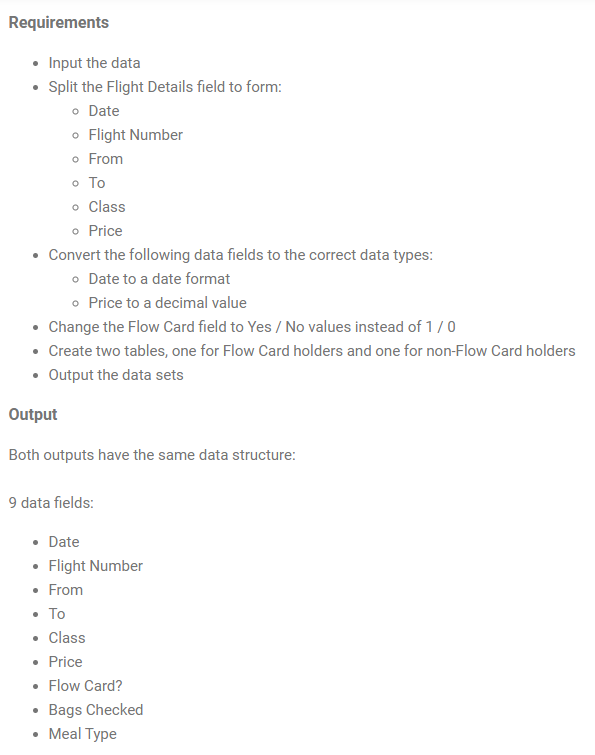 Requirements
Input the data
Split the Flight Details field to form:
Date
Flight Number
From
To
Class
Price
Convert the following data fields to the correct data types:
Date to a date format
Price to a decimal value
Change the Flow Card field to Yes / No values instead of 1 / 0
Create two tables, one for Flow Card holders and one for non-Flow Card holders
Output the data sets
Output
Both outputs have the same data structure:
9 data fields:
Date
Flight Number
From
To
Class
Price
Flow Card?
Bags Checked
Meal Type